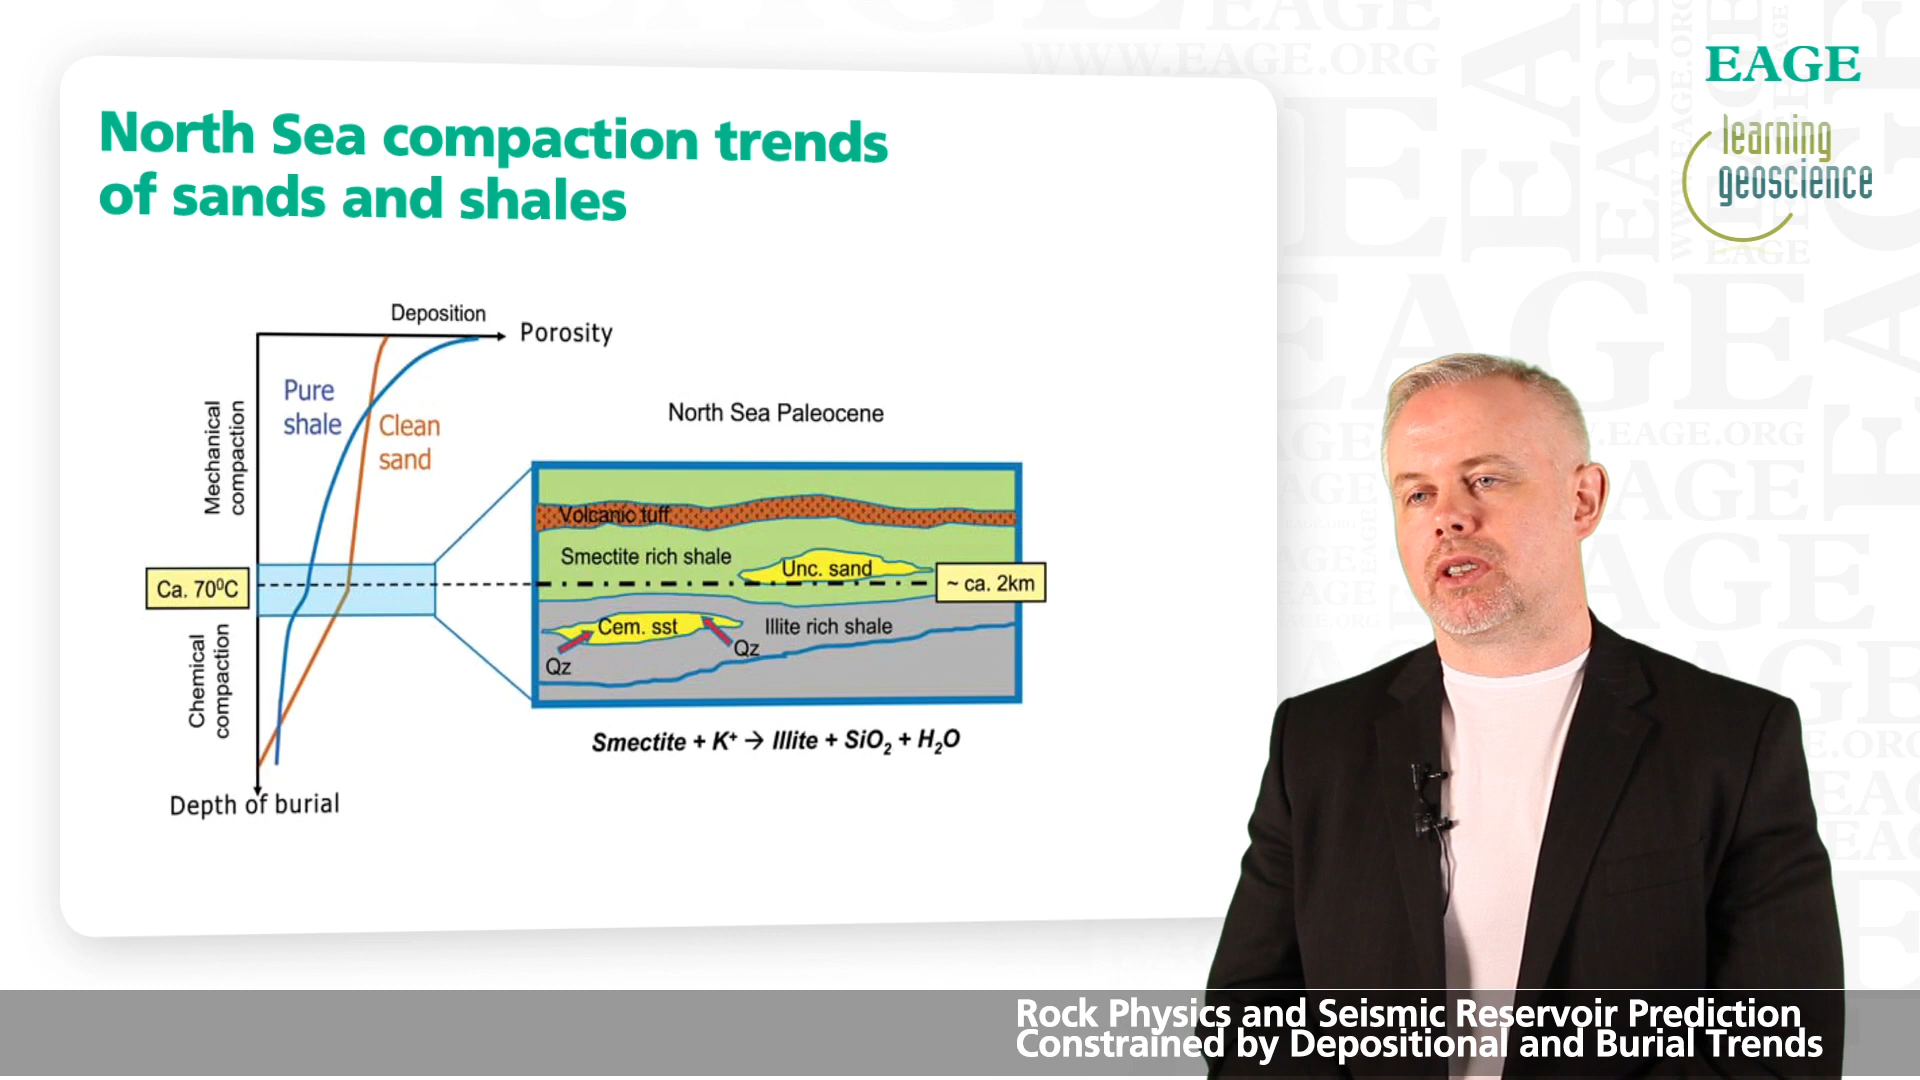 North Sea compaction trends
of sands and shales
Deposition
Porosity
Pure
shale
Clean
sand
Mechanical
compaction
Ca. 70⁰C
Chemical
compaction
Depth of burial
North Sea Paleocene
Volcanic tuff
Smectite rich shale
Unc. sand
~ ca. 2km
Cem. sst
Illite rich shale
Qz
Qz
Smectite + K⁺ → Illite + SiO₂ + H₂O
EAGE
learning
geoscience
Rock Physics and Seismic Reservoir Prediction
Constrained by Depositional and Burial Trends
EAGE
WWW.EAGE.ORG